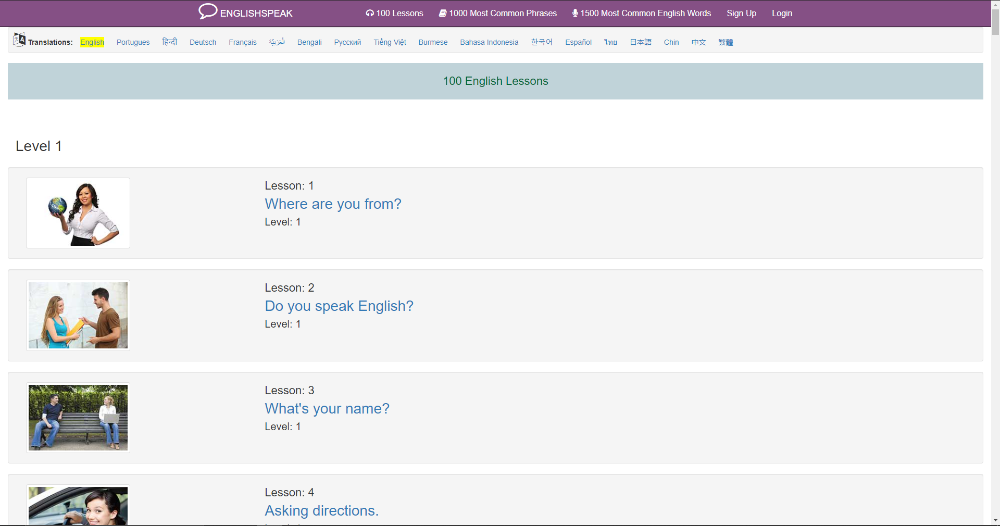 ENGLISHSPEAK 100 Lessons 1000 Most Common Phrases 1500 Most Common English Words Sign Up Login
Translations: English Portugues हिन्दी Deutsch Français الْعَرَبِيَّة Bengali Русский Tiếng Việt Burmese Bahasa Indonesia 한국어 Español ไทย 日本語 Chin 中文 繁體
100 English Lessons
Level 1
Lesson: 1
Where are you from?
Level: 1
Lesson: 2
Do you speak English?
Level: 1
Lesson: 3
What's your name?
Level: 1
Lesson: 4
Asking directions.